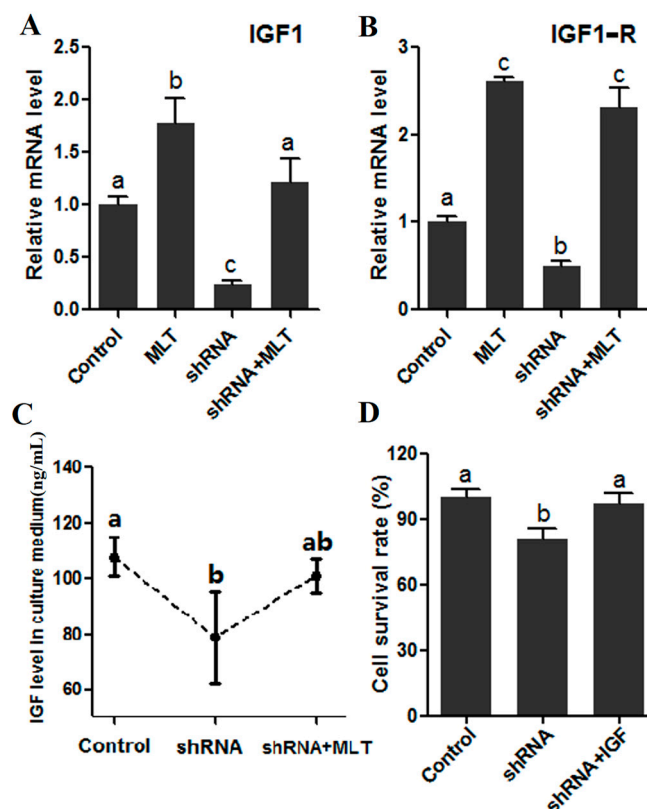 A
IGF1
Relative mRNA level
2.5
2.0
1.5
1.0
0.5
0.0
a
b
c
a
Control
MLT
shRNA
shRNA+MLT
B
IGF1-R
Relative mRNA level
3
2
1
0
a
c
b
c
Control
MLT
shRNA
shRNA+MLT
C
IGF level in culture medium(ng/mL)
140
120
100
80
60
a
b
ab
Control
shRNA
shRNA+MLT
D
Cell survival rate (%)
120
90
60
30
0
a
b
a
Control
shRNA
shRNA+IGF